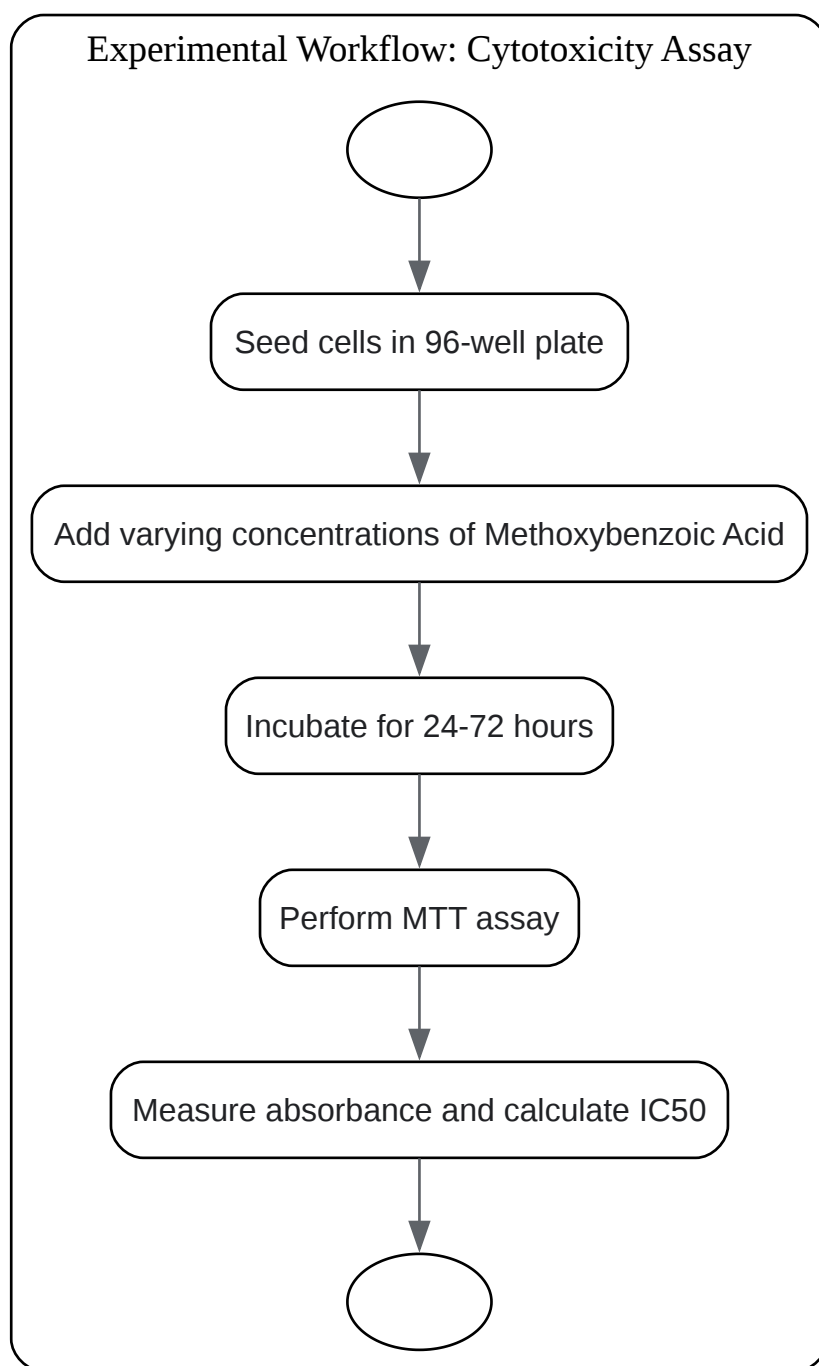 Experimental Workflow: Cytotoxicity Assay
Seed cells in 96-well plate
Add varying concentrations of Methoxybenzoic Acid
Incubate for 24-72 hours
Perform MTT assay
Measure absorbance and calculate IC50